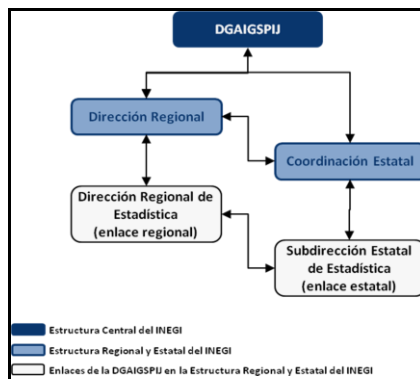 DGAIGSPIJ
Dirección Regional
Coordinación Estatal
Dirección Regional de
Estadística
(enlace regional)
Subdirección Estatal
de Estadística
(enlace estatal)
Estructura Central del INEGI
Estructura Regional y Estatal del INEGI
Enlaces de la DGAIGSPIJ en la Estructura Regional y Estatal del INEGI